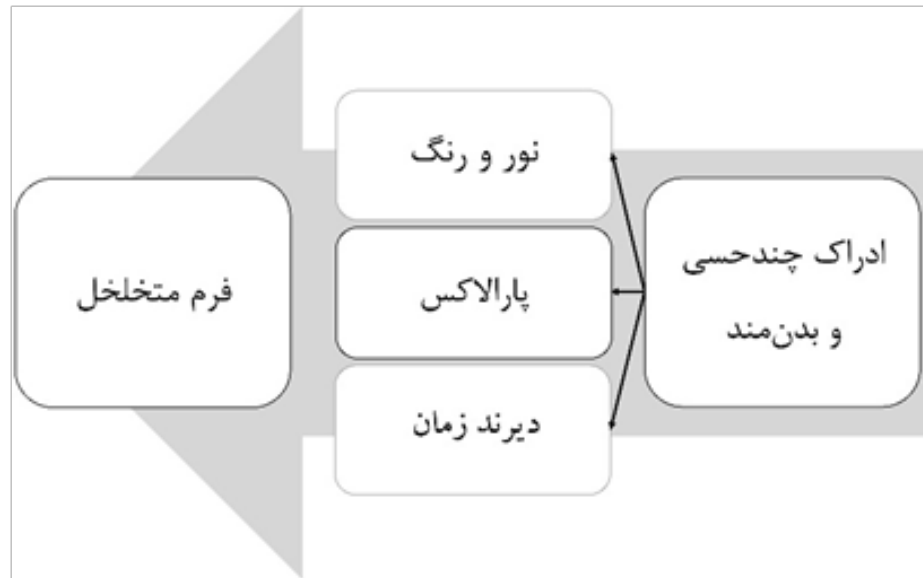 ادراک چندحسی
و بدن‌مند
نور و رنگ
پارالاکس
دیرند زمان
فرم متخلخل